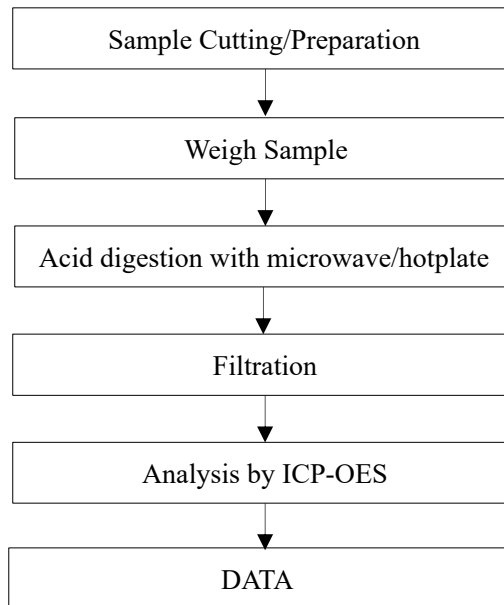 Sample Cutting/Preparation
Weigh Sample
Acid digestion with microwave/hotplate
Filtration
Analysis by ICP-OES
DATA